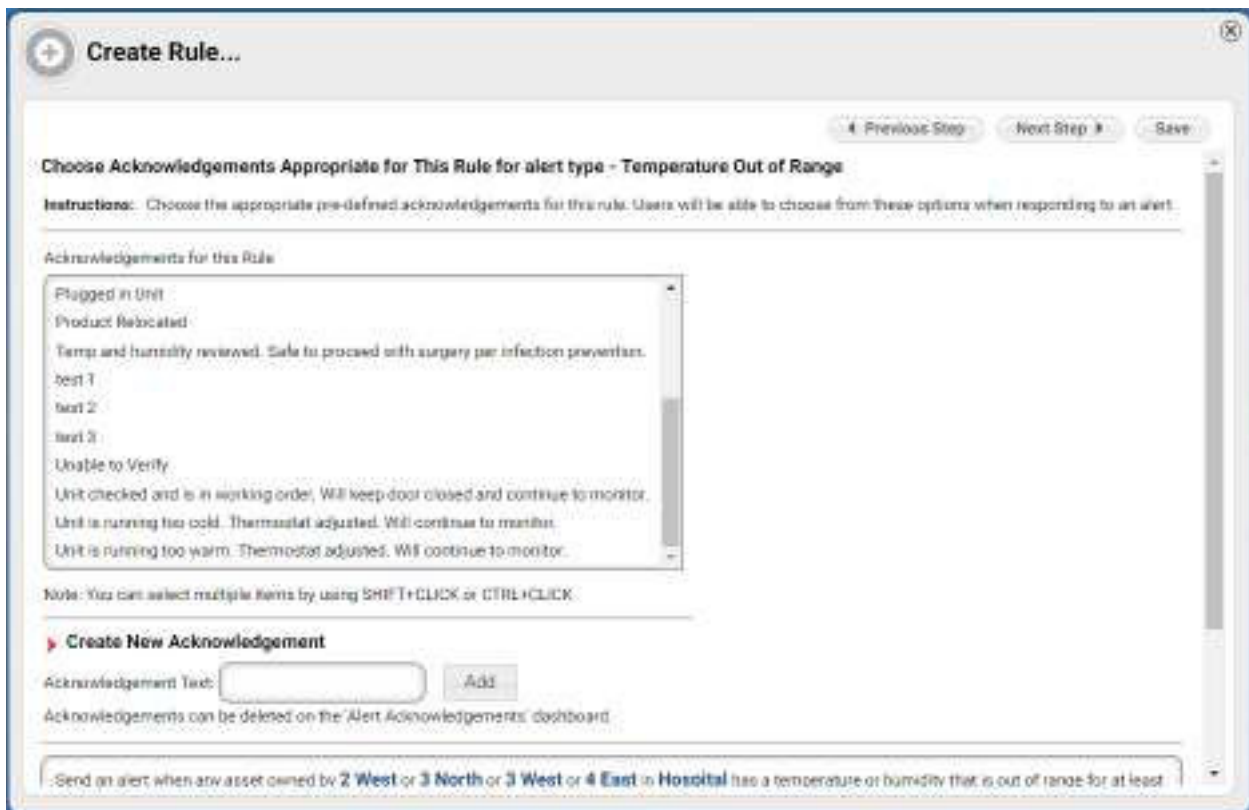 Create Rule...
Previous Step Next Step Save
Choose Acknowledgements Appropriate for This Rule for alert type - Temperature Out of Range
Instructions: Choose the appropriate pre-defined acknowledgements for this rule. Users will be able to choose from these options when responding to an alert.
Acknowledgements for this Rule
Plugged in Unit
Product Relocated
Temp and humidity reviewed. Safe to proceed with surgery per infection prevention.
test 1
test 2
test 3
Unable to Verify
Unit checked and is in working order. Will keep door closed and continue to monitor.
Unit is running too cold. Thermostat adjusted. Will continue to monitor.
Unit is running too warm. Thermostat adjusted. Will continue to monitor.
Note: You can select multiple items by using SHIFT+CLICK or CTRL+CLICK
Create New Acknowledgement
Acknowledgement Text: Add
Acknowledgements can be deleted on the 'Alert Acknowledgements' dashboard
Send an alert when any asset owned by 2 West or 3 North or 3 West or 4 East in Hospital has a temperature or humidity that is out of range for at least